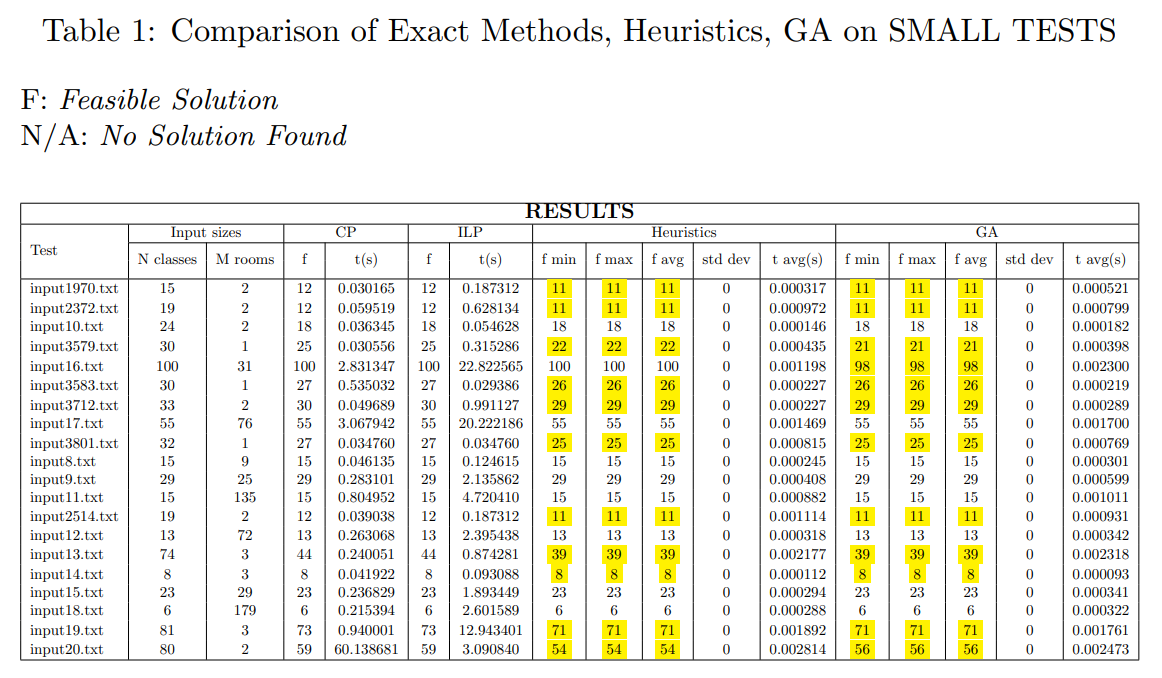 Table 1: Comparison of Exact Methods, Heuristics, GA on SMALL TESTS
F: Feasible Solution
N/A: No Solution Found
RESULTS
Test Input sizes CP ILP Heuristics GA
N classes M rooms f t(s) f t(s) f min f max f avg std dev t avg(s) f min f max f avg std dev t avg(s)
input1970.txt 15 2 12 0.030165 12 0.187312 11 11 11 0 0.000317 11 11 11 0 0.000521
input2372.txt 19 2 12 0.059519 12 0.628134 11 11 11 0 0.000972 11 11 11 0 0.000799
input10.txt 24 2 18 0.036345 18 0.054628 18 18 18 0 0.000146 18 18 18 0 0.000182
input3579.txt 30 1 25 0.030556 25 0.315286 22 22 22 0 0.000435 21 21 21 0 0.000398
input16.txt 100 31 100 2.831347 100 22.822565 100 100 100 0 0.001198 98 98 98 0 0.002300
input3583.txt 30 1 27 0.535032 27 0.029386 26 26 26 0 0.000227 26 26 26 0 0.000219
input3712.txt 33 2 30 0.049689 30 0.991127 29 29 29 0 0.000227 29 29 29 0 0.000289
input17.txt 55 76 55 3.067942 55 20.222186 55 55 55 0 0.001469 55 55 55 0 0.001700
input3801.txt 32 1 27 0.034760 27 0.034760 25 25 25 0 0.000815 25 25 25 0 0.000769
input8.txt 15 9 15 0.046135 15 0.124615 15 15 15 0 0.000245 15 15 15 0 0.000301
input9.txt 29 25 29 0.283101 29 2.135862 29 29 29 0 0.000408 29 29 29 0 0.000599
input11.txt 15 135 15 0.804952 15 4.720410 15 15 15 0 0.000882 15 15 15 0 0.001011
input2514.txt 19 2 12 0.039038 12 0.187312 11 11 11 0 0.001114 11 11 11 0 0.000931
input12.txt 13 72 13 0.263068 13 2.395438 13 13 13 0 0.000318 13 13 13 0 0.000342
input13.txt 74 3 44 0.240051 44 0.874281 39 39 39 0 0.002177 39 39 39 0 0.002318
input14.txt 8 3 8 0.041922 8 0.093088 8 8 8 0 0.000112 8 8 8 0 0.000093
input15.txt 23 29 23 0.236829 23 1.893449 23 23 23 0 0.000294 23 23 23 0 0.000341
input18.txt 6 179 6 0.215394 6 2.601589 6 6 6 0 0.000288 6 6 6 0 0.000322
input19.txt 81 3 73 0.940001 73 12.943401 71 71 71 0 0.001892 71 71 71 0 0.001761
input20.txt 80 2 59 60.138681 59 3.090840 54 54 54 0 0.002814 56 56 56 0 0.002473